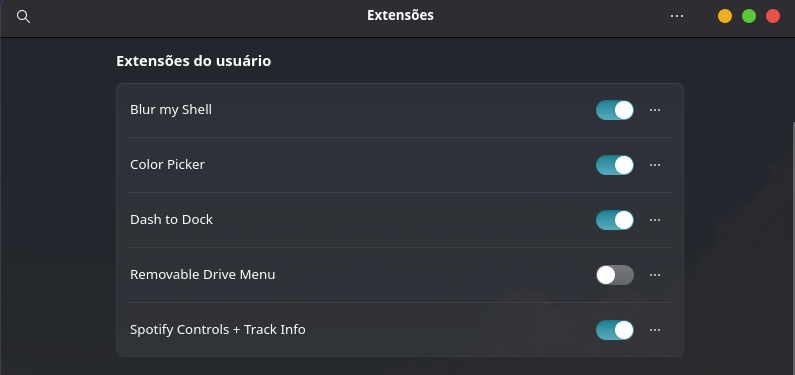 Extensões
Extensões do usuário
Blur my Shell
Color Picker
Dash to Dock
Removable Drive Menu
Spotify Controls + Track Info